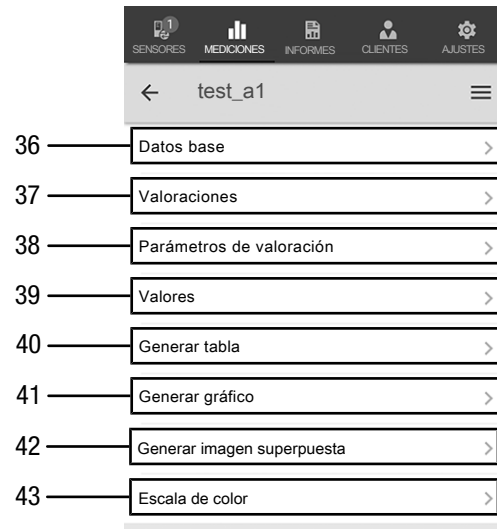 1
SENSORES MEDICIONES INFORMES CLIENTES AJUSTES
test_a1
36 Datos base
37 Valoraciones
38 Parámetros de valoración
39 Valores
40 Generar tabla
41 Generar gráfico
42 Generar imagen superpuesta
43 Escala de color